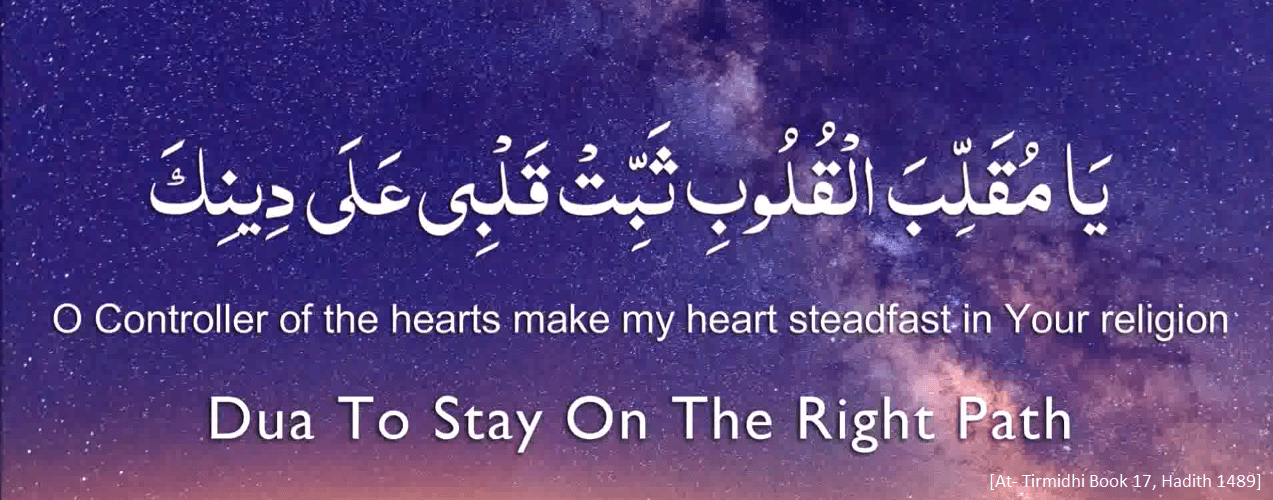 يَا مُقَلِّبَ الْقُلُوبِ ثَبِّتْ قَلْبِي عَلَى دِينِكَ
O Controller of the hearts make my heart steadfast in Your religion
Dua To Stay On The Right Path
[At- Tirmidhi Book 17, Hadith 1489]